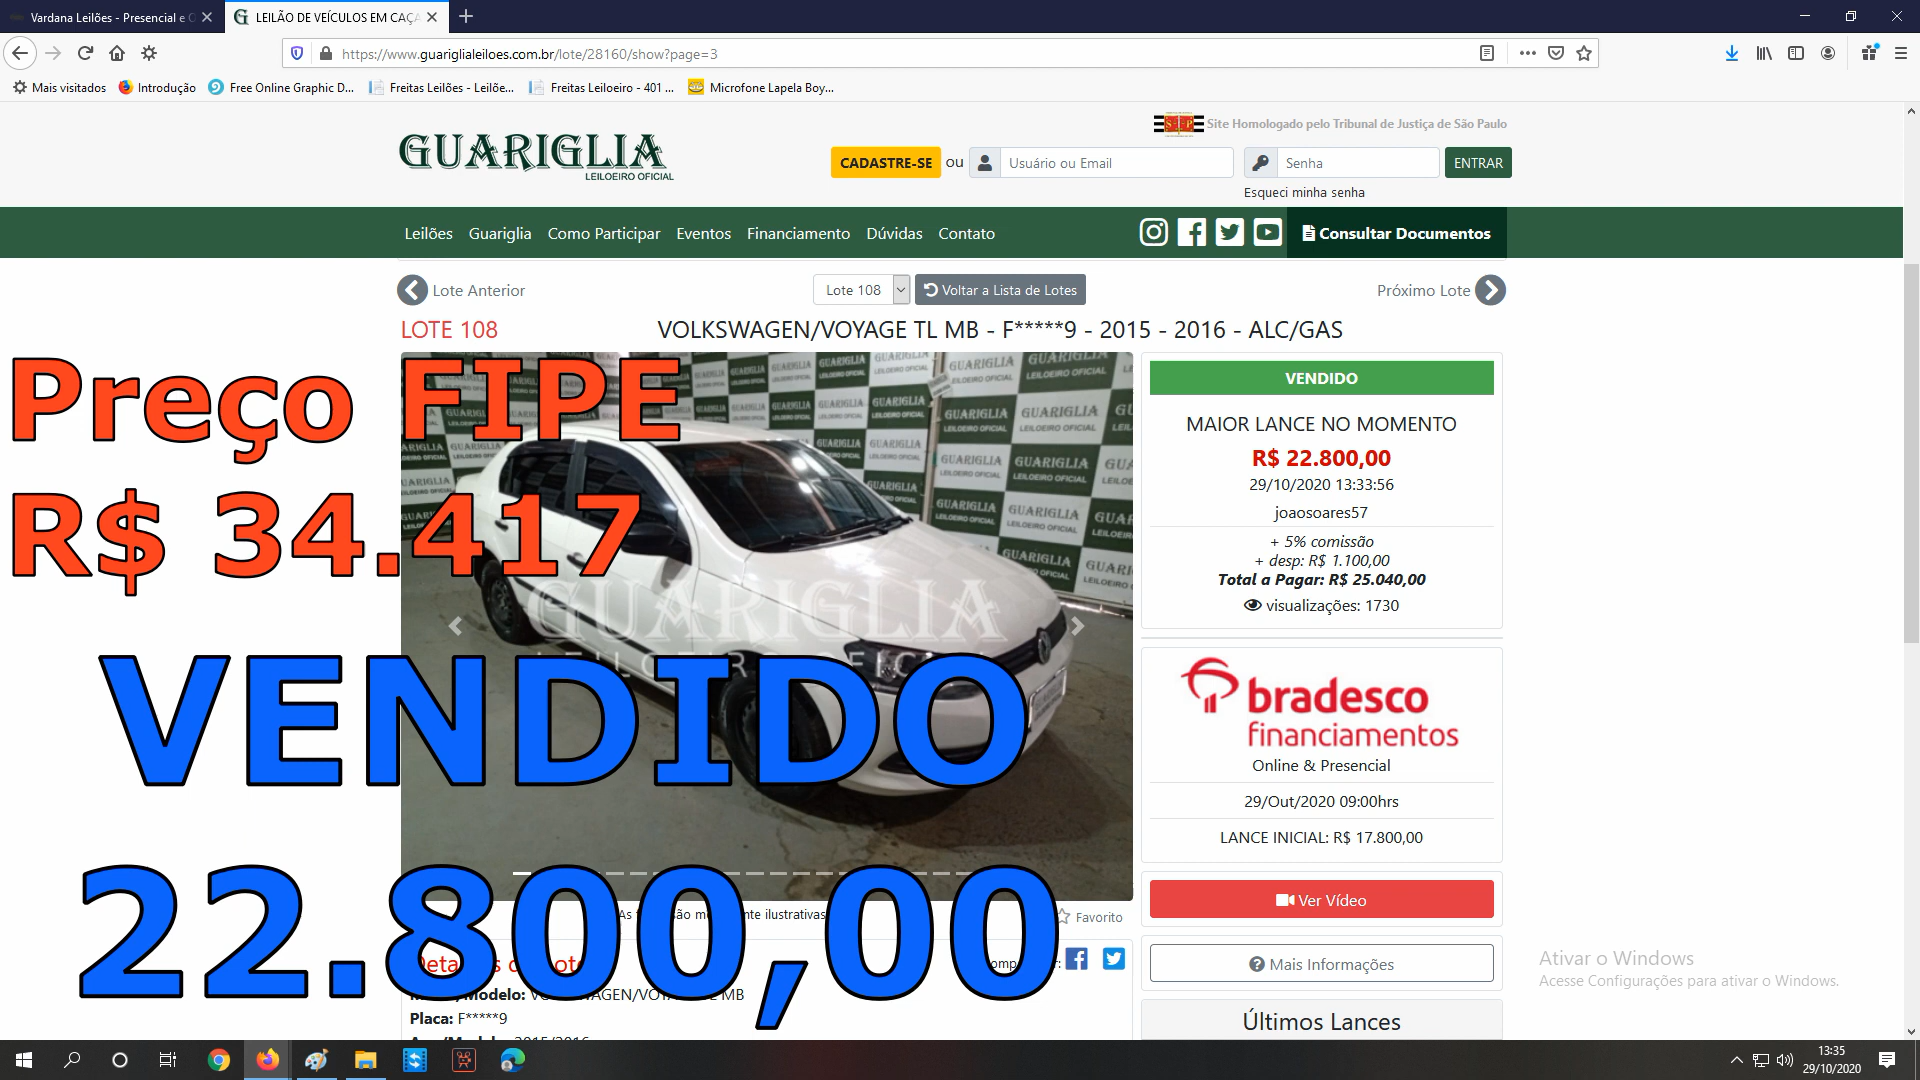 Vardana Leilões - Presencial e O
LEILÃO DE VEÍCULOS EM CAÇA
https://www.guariglialeiloes.com.br/lote/28160/show?page=3
Mais visitados
Introdução
Free Online Graphic D...
Freitas Leilões - Leilõe...
Freitas Leiloeiro - 401 ...
Microfone Lapela Boy...
Site Homologado pelo Tribunal de Justiça de São Paulo
GUARIGLIA
LEILOEIRO OFICIAL
CADASTRE-SE ou Usuário ou Email Senha ENTRAR
Esqueci minha senha
Leilões Guariglia Como Participar Eventos Financiamento Dúvidas Contato Consultar Documentos
Lote Anterior Lote 108 Voltar a Lista de Lotes Próximo Lote
LOTE 108 VOLKSWAGEN/VOYAGE TL MB - F*****9 - 2015 - 2016 - ALC/GAS
Preço FIPE
R$ 34.417
VENDIDO
22.800,00
GUARIGLIA
VENDIDO
MAIOR LANCE NO MOMENTO
R$ 22.800,00
29/10/2020 13:33:56
joaosoares57
+ 5% comissão
+ desp: R$ 1.100,00
Total a Pagar: R$ 25.040,00
visualizações: 1730
bradesco
financiamentos
Online & Presencial
29/Out/2020 09:00hrs
LANCE INICIAL: R$ 17.800,00
Ver Vídeo
Mais Informações
Últimos Lances
Favorito
Placa: F*****9
Ativar o Windows
Acesse Configurações para ativar o Windows.
13:35
29/10/2020